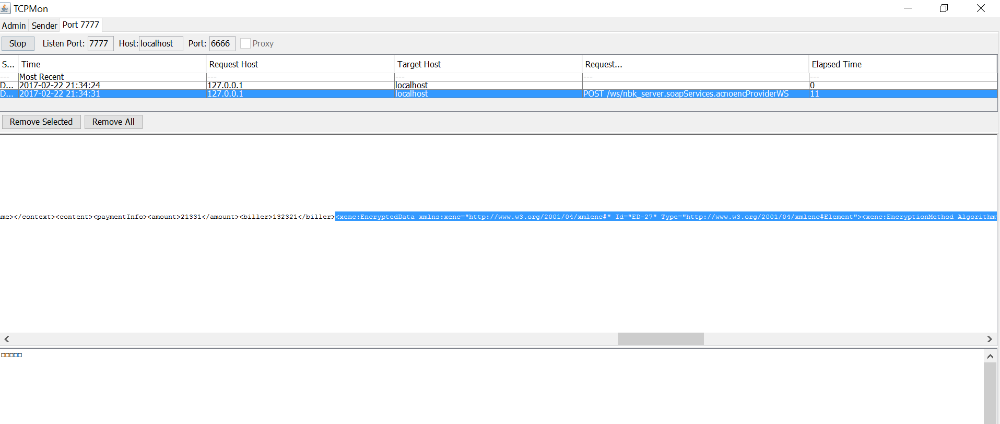 TCPMon
Admin Sender Port 7777
Stop Listen Port: 7777 Host: localhost Port: 6666 Proxy
S... Time Request Host Target Host Request... Elapsed Time
--- Most Recent --- --- --- ---
D... 2017-02-22 21:34:24 127.0.0.1 localhost 0
D... 2017-02-22 21:34:31 127.0.0.1 localhost POST /ws/nbk_server.soapServices.acnoencProviderWS 11
Remove Selected Remove All
ame></context><content><paymentInfo><amount>21331</amount><biller>132321</biller><xenc:EncryptedData xmlns:xenc="http://www.w3.org/2001/04/xmlenc#" Id="ED-27" Type="http://www.w3.org/2001/04/xmlenc#Element"><xenc:EncryptionMethod Algorithm=